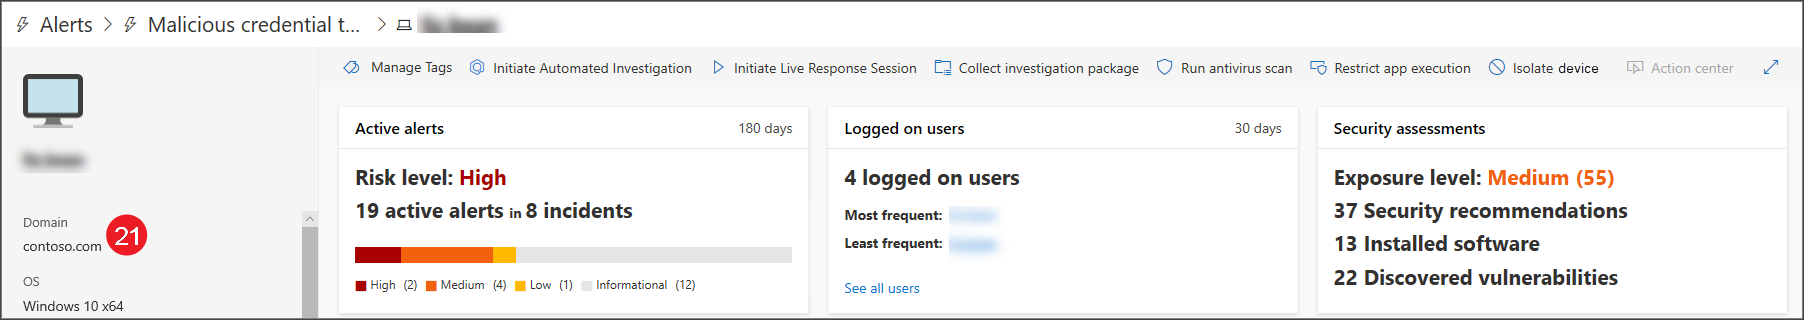 Alerts > Malicious credential t... >
Manage Tags Initiate Automated Investigation Initiate Live Response Session Collect investigation package Run antivirus scan Restrict app execution Isolate device Action center
Domain
contoso.com
21
OS
Windows 10 x64
Active alerts 180 days
Risk level: High
19 active alerts in 8 incidents
High (2) Medium (4) Low (1) Informational (12)
Logged on users 30 days
4 logged on users
Most frequent:
Least frequent:
See all users
Security assessments
Exposure level: Medium (55)
37 Security recommendations
13 Installed software
22 Discovered vulnerabilities